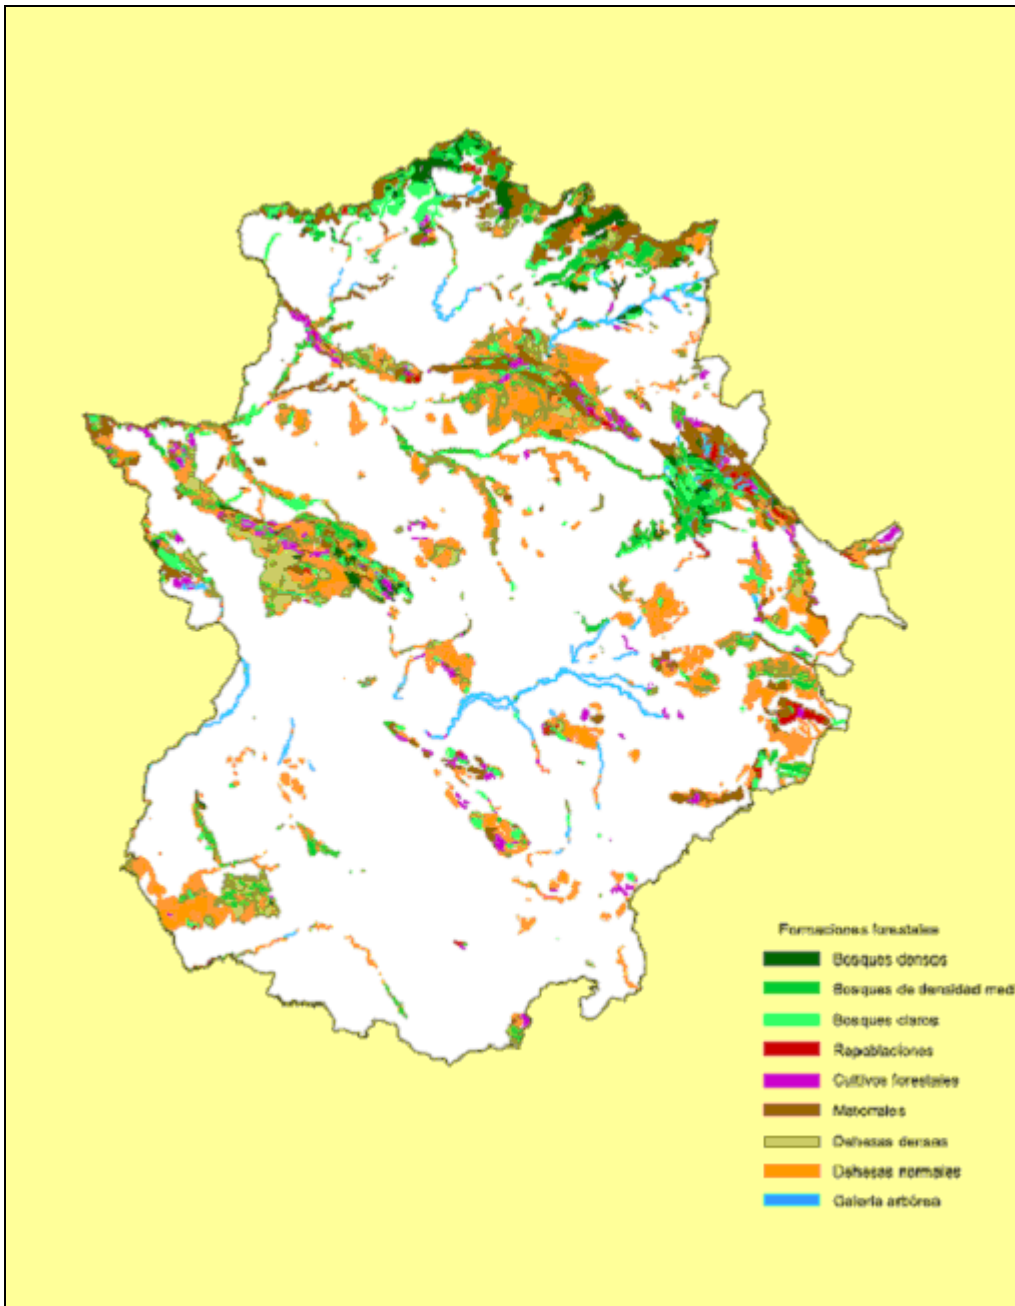 Formaciones forestales
Bosques densos
Bosques de densidad medi
Bosques claros
Repoblaciones
Cultivos forestales
Matorrales
Dehesas densas
Dehesas normales
Galería arbórea